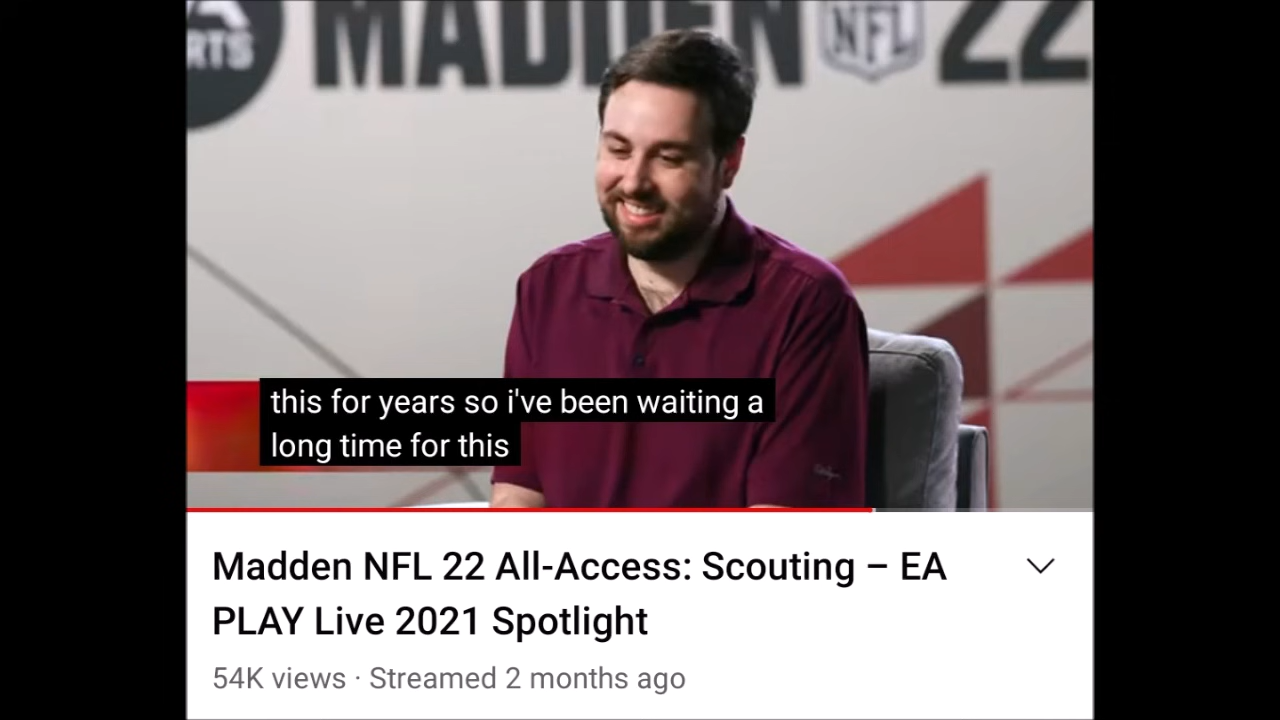 RTS
MADDEN NFL 22
this for years so i've been waiting a
long time for this
Madden NFL 22 All-Access: Scouting – EA
PLAY Live 2021 Spotlight
54K views · Streamed 2 months ago